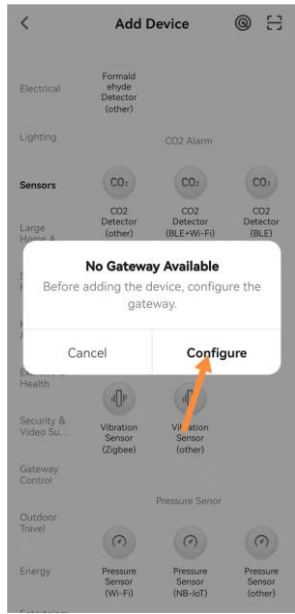 Add Device
Electrical
Formald
ehyde
Detector
(other)
Lighting
CO2 Alarm
Sensors
CO₂
CO₂
CO₂
CO2
Detector
(other)
CO2
Detector
(BLE+Wi-Fi)
CO2
Detector
(BLE)
Large
No Gateway Available
Before adding the device, configure the
gateway.
Cancel
Configure
Health
Security &
Video Su...
Vibration
Sensor
(Zigbee)
Vibration
Sensor
(other)
Gateway
Control
Pressure Senor
Outdoor
Travel
Energy
Pressure
Sensor
(Wi-Fi)
Pressure
Sensor
(NB-IoT)
Pressure
Sensor
(other)